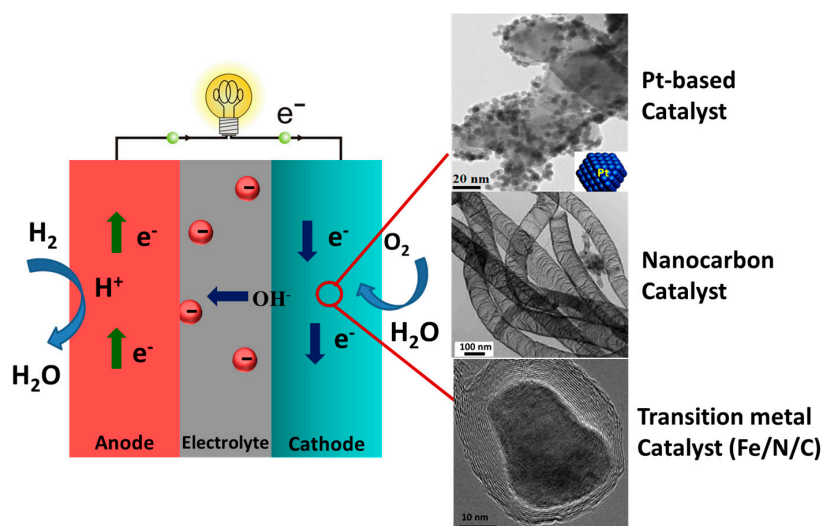 e⁻
H₂
H₂O
e⁻
H⁺
e⁻
OH⁻
e⁻
e⁻
O₂
H₂O
Anode
Electrolyte
Cathode
-
-
-
-
-
20 nm
Pt
Pt-based
Catalyst
100 nm
Nanocarbon
Catalyst
10 nm
Transition metal
Catalyst (Fe/N/C)